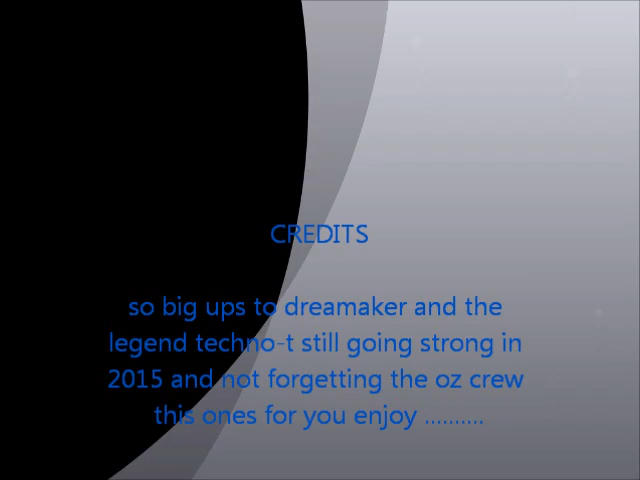 CREDITS
so big ups to dreamaker and the
legend techno-t still going strong in
2015 and not forgetting the oz crew
this ones for you enjoy ..........